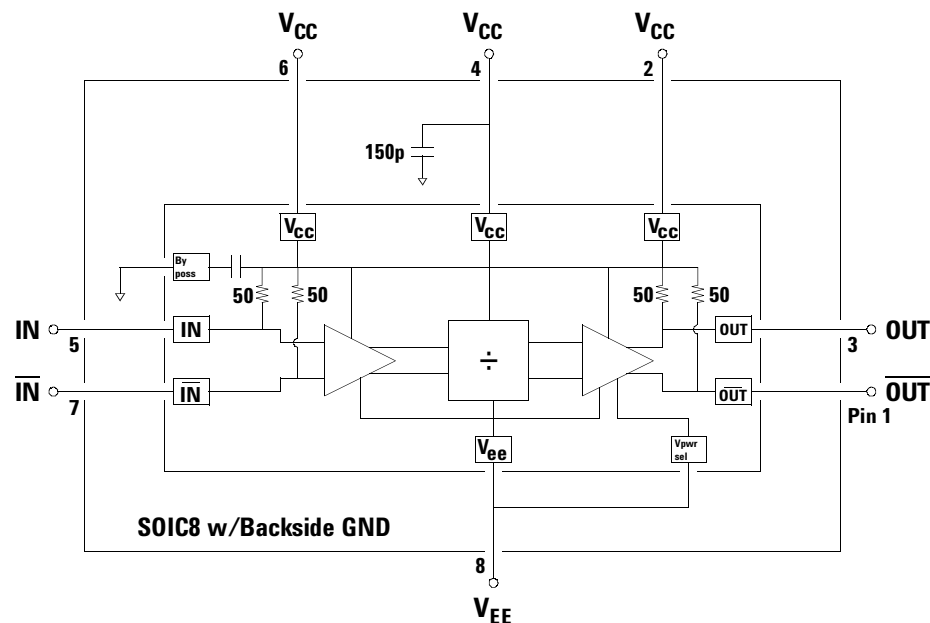 VCC VCC VCC
6 4 2
150p
Vcc Vcc Vcc
By
poss
50 50 50 50
IN IN OUT OUT
5 3
÷
IN IN OUT OUT
7 Pin 1
Vee Vpwr
sel
SOIC8 w/Backside GND
8
VEE